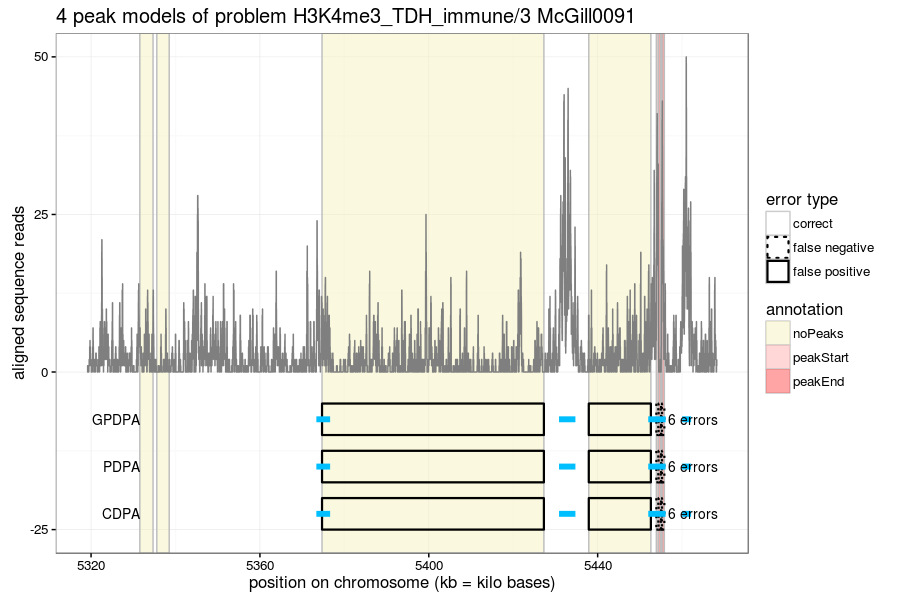 4 peak models of problem H3K4me3_TDH_immune/3 McGill0091
50
25
0
-25
aligned sequence reads
GPDPA
6 errors
PDPA
6 errors
CDPA
6 errors
5320
5360
5400
5440
position on chromosome (kb = kilo bases)
error type
correct
false negative
false positive
annotation
noPeaks
peakStart
peakEnd